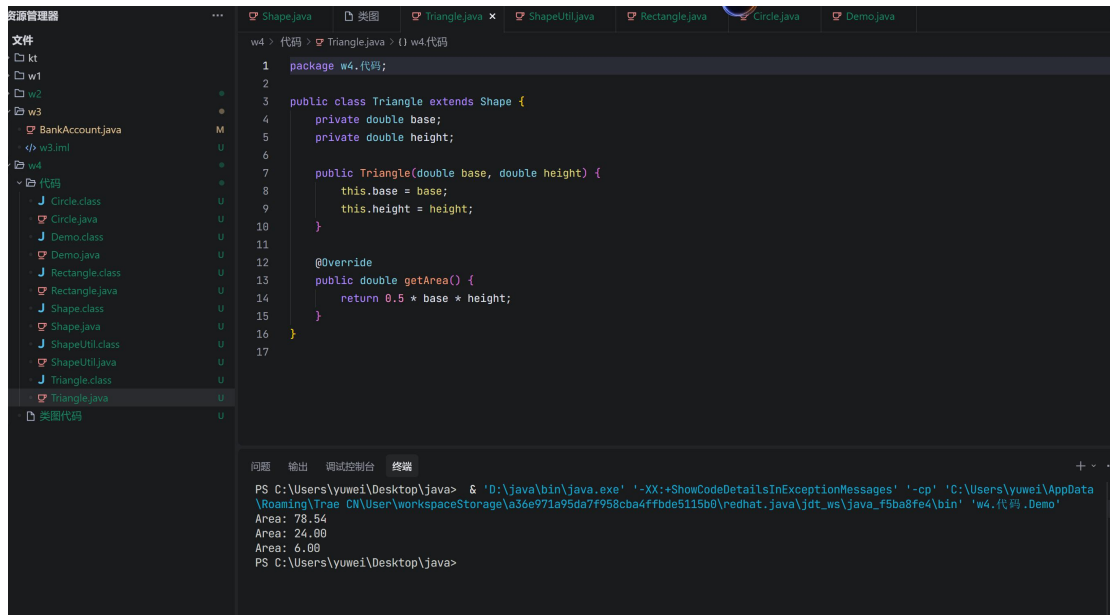 资源管理器 ···
文件
kt
w1
w2
w3
BankAccount.java M
</> w3.iml U
w4
代码
J Circle.class U
Circle.java U
J Demo.class U
Demo.java U
J Rectangle.class U
Rectangle.java U
J Shape.class U
Shape.java U
J ShapeUtil.class U
ShapeUtil.java U
J Triangle.class U
Triangle.java U
类图代码 U
Shape.java 类图 Triangle.java × ShapeUtil.java Rectangle.java Circle.java Demo.java
w4 > 代码 > Triangle.java > {} w4.代码
1 package w4.代码;
2
3 public class Triangle extends Shape {
4 private double base;
5 private double height;
6
7 public Triangle(double base, double height) {
8 this.base = base;
9 this.height = height;
10 }
11
12 @Override
13 public double getArea() {
14 return 0.5 * base * height;
15 }
16 }
17
问题 输出 调试控制台 终端
PS C:\Users\yuwei\Desktop\java> & 'D:\java\bin\java.exe' '-XX:+ShowCodeDetailsInExceptionMessages' '-cp' 'C:\Users\yuwei\AppData
\Roaming\Trae CN\User\workspaceStorage\a36e971a95da7f958cba4ffbde5115b0\redhat.java\jdt_ws\java_f5ba8fe4\bin' 'w4.代码.Demo'
Area: 78.54
Area: 24.00
Area: 6.00
PS C:\Users\yuwei\Desktop\java>